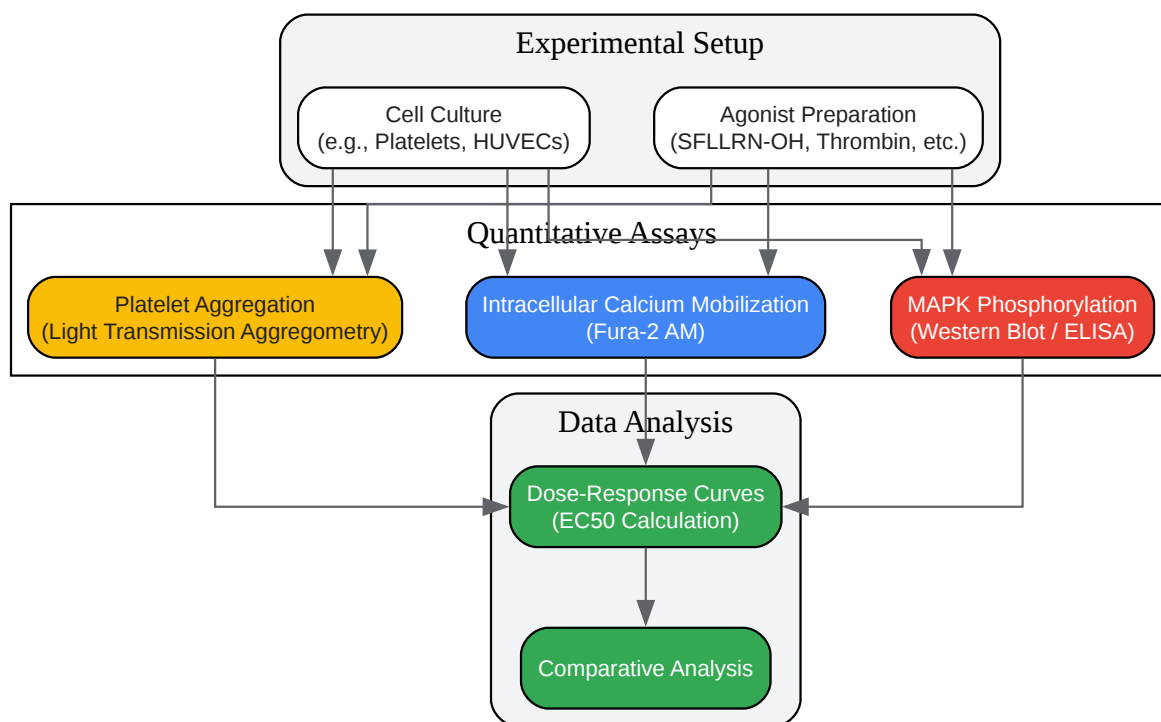 Experimental Setup
Cell Culture
(e.g., Platelets, HUVECs)
Agonist Preparation
(SFLLRN-OH, Thrombin, etc.)
Quantitative Assays
Platelet Aggregation
(Light Transmission Aggregometry)
Intracellular Calcium Mobilization
(Fura-2 AM)
MAPK Phosphorylation
(Western Blot / ELISA)
Data Analysis
Dose-Response Curves
(EC50 Calculation)
Comparative Analysis